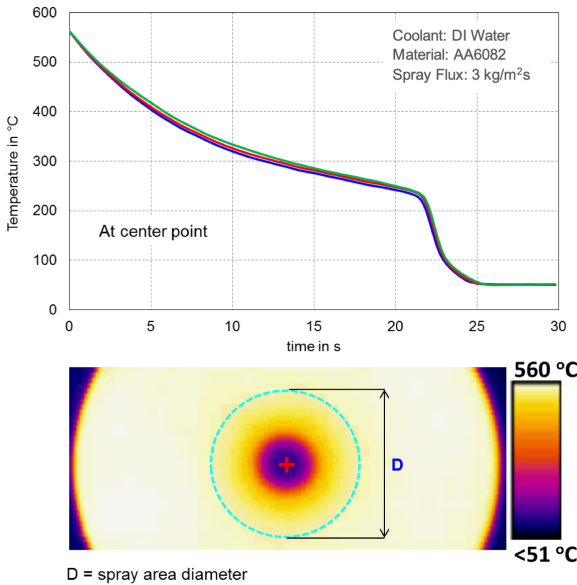 600
500
400
300
200
100
0
Temperature in °C
Coolant: DI Water
Material: AA6082
Spray Flux: 3 kg/m²s
At center point
0 5 10 15 20 25 30
time in s
560 °C
D
<51 °C
D = spray area diameter